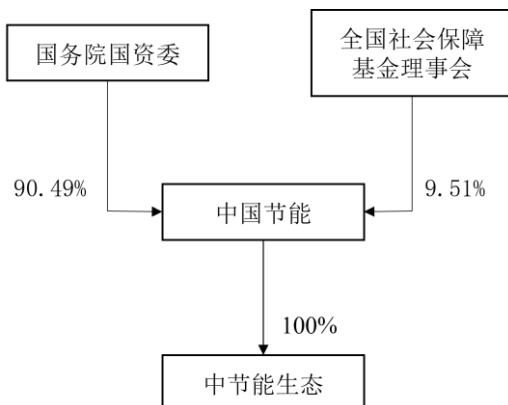 国务院国资委
全国社会保障
基金理事会
90.49%
9.51%
中国节能
100%
中节能生态